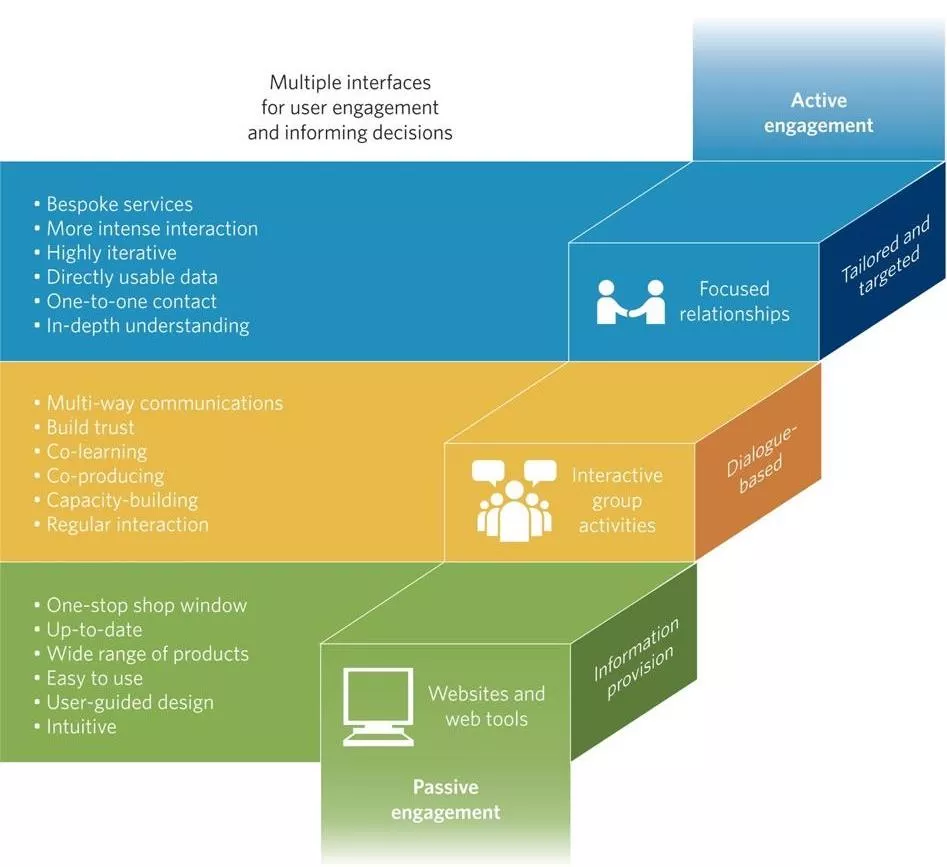 Multiple interfaces
for user engagement
and informing decisions
Active
engagement
• Bespoke services
• More intense interaction
• Highly iterative
• Directly usable data
• One-to-one contact
• In-depth understanding
Focused
relationships
Tailored and
targeted
• Multi-way communications
• Build trust
• Co-learning
• Co-producing
• Capacity-building
• Regular interaction
Interactive
group
activities
Dialogue-
based
• One-stop shop window
• Up-to-date
• Wide range of products
• Easy to use
• User-guided design
• Intuitive
Websites and
web tools
Information
provision
Passive
engagement